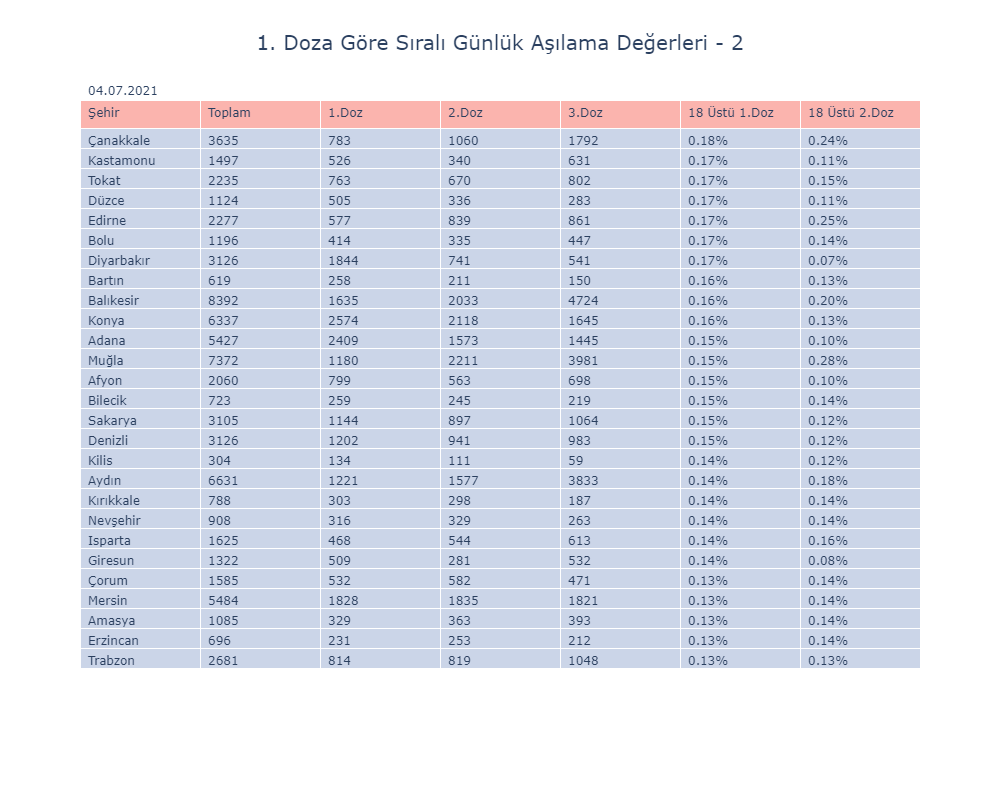 1. Doza Göre Sıralı Günlük Aşılama Değerleri - 2
04.07.2021
Şehir Toplam 1.Doz 2.Doz 3.Doz 18 Üstü 1.Doz 18 Üstü 2.Doz
Çanakkale 3635 783 1060 1792 0.18% 0.24%
Kastamonu 1497 526 340 631 0.17% 0.11%
Tokat 2235 763 670 802 0.17% 0.15%
Düzce 1124 505 336 283 0.17% 0.11%
Edirne 2277 577 839 861 0.17% 0.25%
Bolu 1196 414 335 447 0.17% 0.14%
Diyarbakır 3126 1844 741 541 0.17% 0.07%
Bartın 619 258 211 150 0.16% 0.13%
Balıkesir 8392 1635 2033 4724 0.16% 0.20%
Konya 6337 2574 2118 1645 0.16% 0.13%
Adana 5427 2409 1573 1445 0.15% 0.10%
Muğla 7372 1180 2211 3981 0.15% 0.28%
Afyon 2060 799 563 698 0.15% 0.10%
Bilecik 723 259 245 219 0.15% 0.14%
Sakarya 3105 1144 897 1064 0.15% 0.12%
Denizli 3126 1202 941 983 0.15% 0.12%
Kilis 304 134 111 59 0.14% 0.12%
Aydın 6631 1221 1577 3833 0.14% 0.18%
Kırıkkale 788 303 298 187 0.14% 0.14%
Nevşehir 908 316 329 263 0.14% 0.14%
Isparta 1625 468 544 613 0.14% 0.16%
Giresun 1322 509 281 532 0.14% 0.08%
Çorum 1585 532 582 471 0.13% 0.14%
Mersin 5484 1828 1835 1821 0.13% 0.14%
Amasya 1085 329 363 393 0.13% 0.14%
Erzincan 696 231 253 212 0.13% 0.14%
Trabzon 2681 814 819 1048 0.13% 0.13%